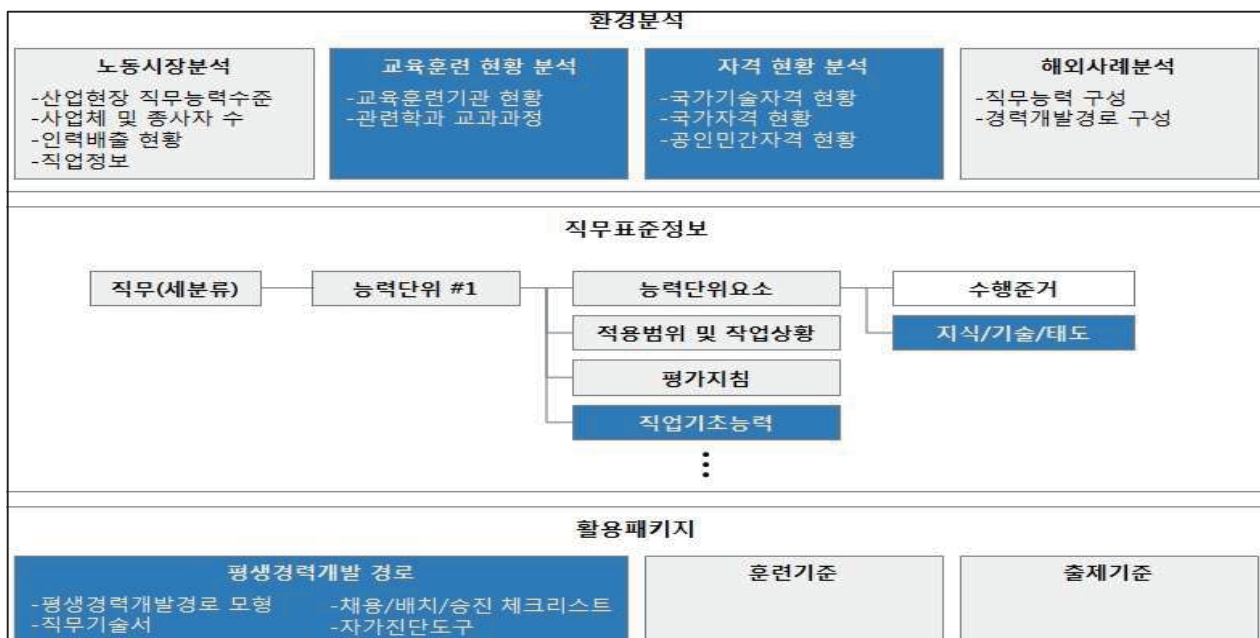 환경분석
노동시장분석
-산업현장 직무능력수준
-사업체 및 종사자 수
-인력배출 현황
-직업정보
교육훈련 현황 분석
-교육훈련기관 현황
-관련학과 교과과정
자격 현황 분석
-국가기술자격 현황
-국가자격 현황
-공인민간자격 현황
해외사례분석
-직무능력 구성
-경력개발경로 구성
직무표준정보
직무(세분류)
능력단위 #1
능력단위요소
수행준거
적용범위 및 작업상황
지식/기술/태도
평가지침
직업기초능력
활용패키지
평생경력개발 경로
-평생경력개발경로 모형
-직무기술서
-채용/배치/승진 체크리스트
-자가진단도구
훈련기준
출제기준